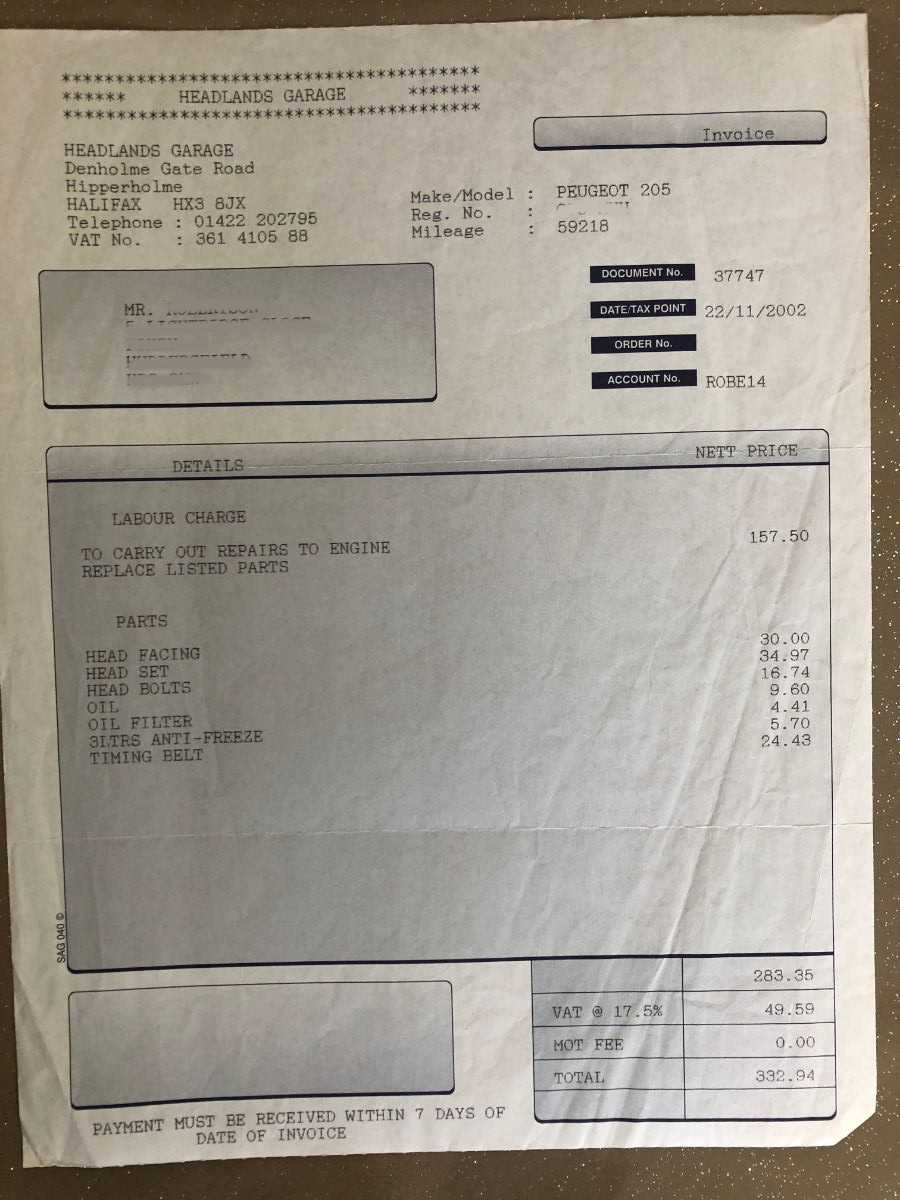 ****************************************
****** HEADLANDS GARAGE *******
****************************************
Invoice
HEADLANDS GARAGE
Denholme Gate Road
Hipperholme
HALIFAX HX3 8JX
Telephone : 01422 202795
VAT No. : 361 4105 88
Make/Model : PEUGEOT 205
Reg. No. :
Mileage : 59218
MR.
DOCUMENT No. 37747
DATE/TAX POINT 22/11/2002
ORDER No.
ACCOUNT No. ROBE14
DETAILS NETT PRICE
LABOUR CHARGE
TO CARRY OUT REPAIRS TO ENGINE 157.50
REPLACE LISTED PARTS
PARTS
HEAD FACING 30.00
HEAD SET 34.97
HEAD BOLTS 16.74
OIL 9.60
OIL FILTER 4.41
3LTRS ANTI-FREEZE 5.70
TIMING BELT 24.43
SAG 040 ©
283.35
VAT @ 17.5% 49.59
MOT FEE 0.00
TOTAL 332.94
PAYMENT MUST BE RECEIVED WITHIN 7 DAYS OF
DATE OF INVOICE